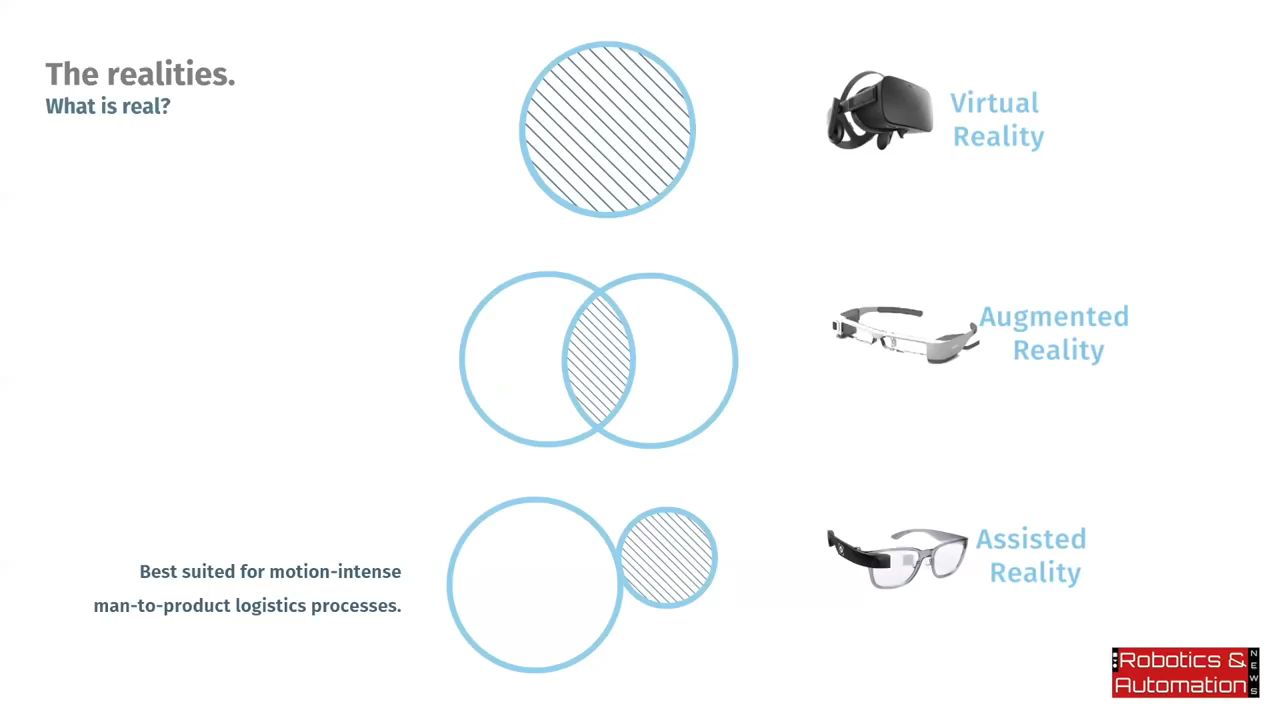 The realities.
What is real?
Virtual
Reality
Augmented
Reality
Best suited for motion-intense
man-to-product logistics processes.
Assisted
Reality
Robotics &
Automation
NEWS